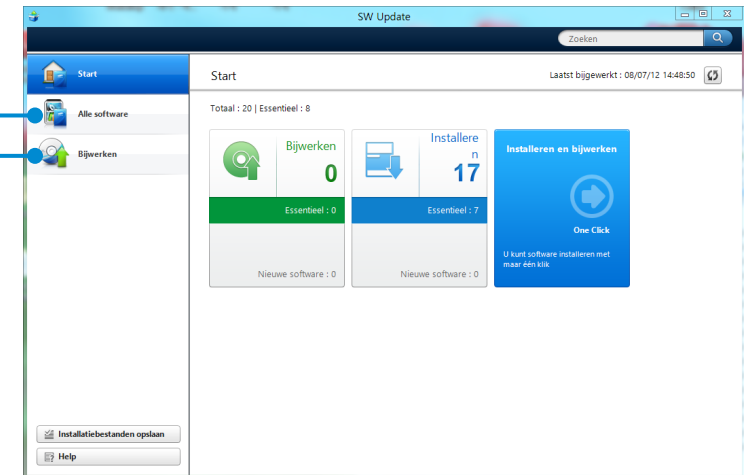 SW Update
Zoeken
Start
Alle software
Bijwerken
Installatiebestanden opslaan
Help
Start
Laatst bijgewerkt : 08/07/12 14:48:50
Totaal : 20 | Essentieel : 8
Bijwerken
0
Essentieel : 0
Nieuwe software : 0
Installere
n
17
Essentieel : 7
Nieuwe software : 0
Installeren en bijwerken
One Click
U kunt software installeren met
maar één klik